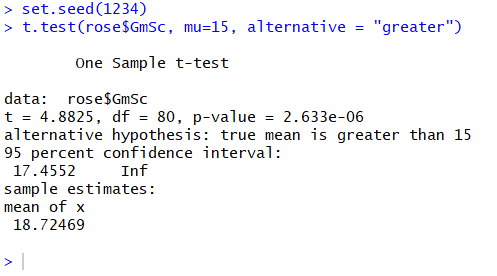 > set.seed(1234)
> t.test(rose$GmSc, mu=15, alternative = "greater")
One Sample t-test
data:  rose$GmSc
t = 4.8825, df = 80, p-value = 2.633e-06
alternative hypothesis: true mean is greater than 15
95 percent confidence interval:
 17.4552     Inf
sample estimates:
mean of x
 18.72469
>